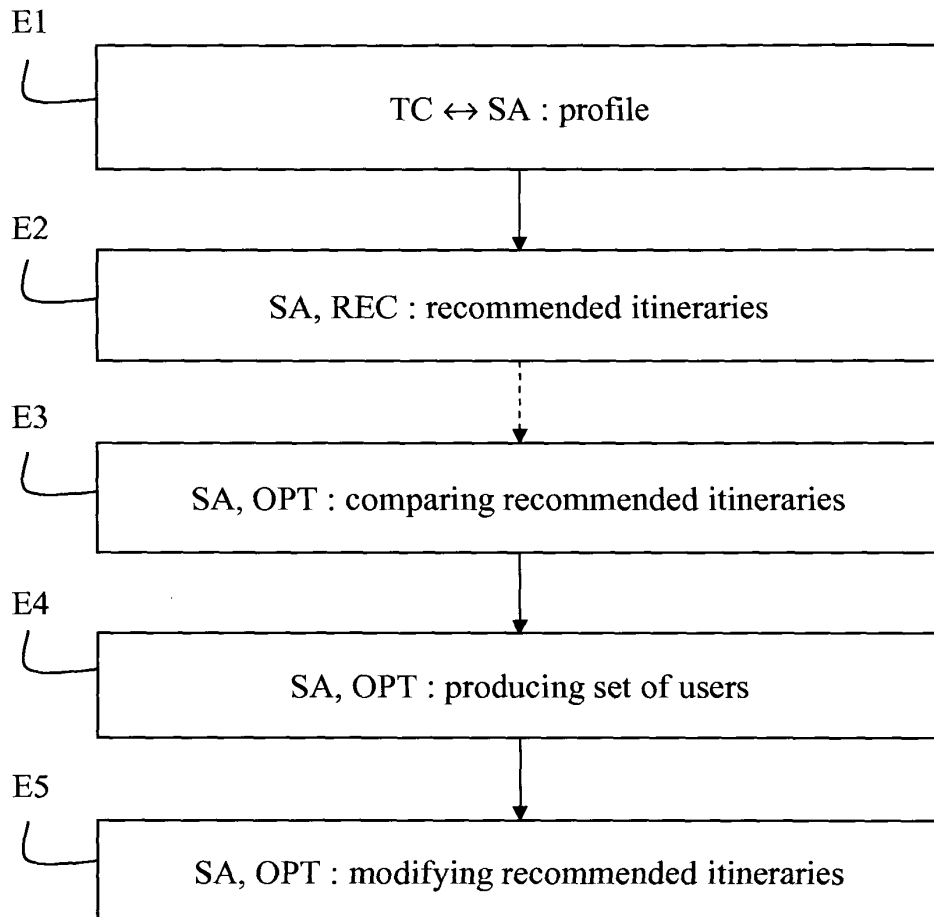 E1
TC ↔ SA : profile
E2
SA, REC : recommended itineraries
E3
SA, OPT : comparing recommended itineraries
E4
SA, OPT : producing set of users
E5
SA, OPT : modifying recommended itineraries